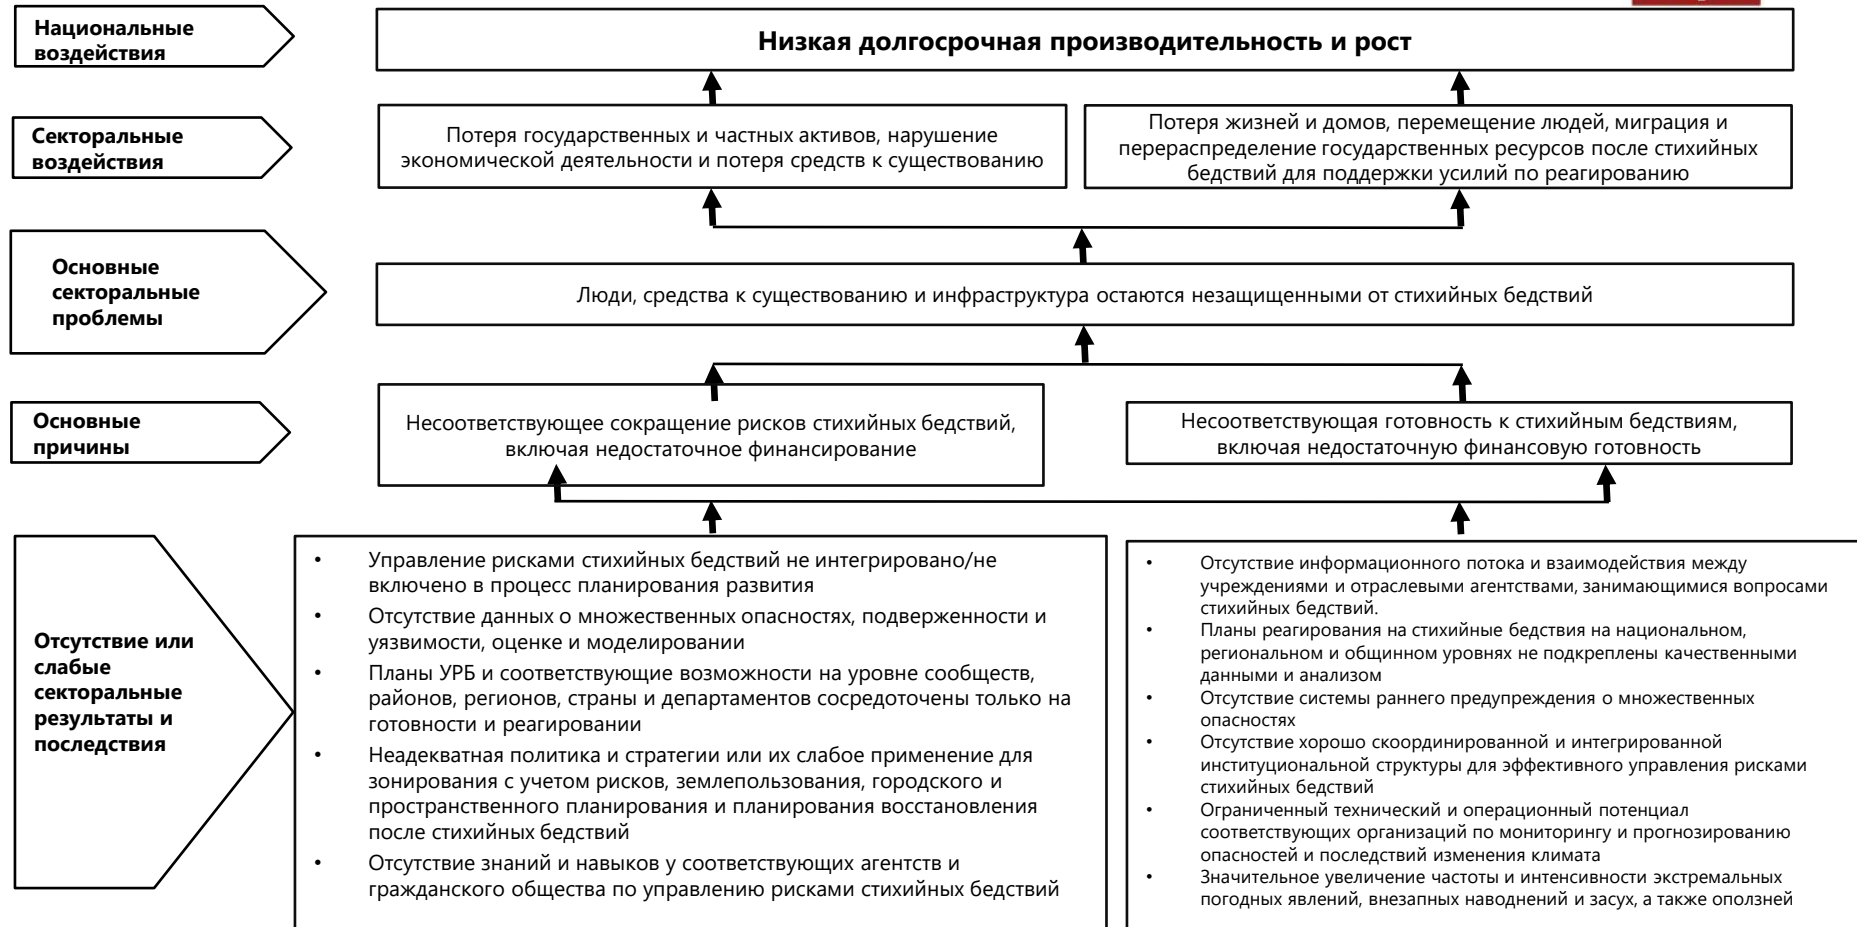 Национальные
воздействия
Низкая долгосрочная производительность и рост
Секторальные
воздействия
Потеря государственных и частных активов, нарушение
экономической деятельности и потеря средств к существованию
Потеря жизней и домов, перемещение людей, миграция и
перераспределение государственных ресурсов после стихийных
бедствий для поддержки усилий по реагированию
Основные
секторальные
проблемы
Люди, средства к существованию и инфраструктура остаются незащищенными от стихийных бедствий
Основные
причины
Несоответствующее сокращение рисков стихийных бедствий,
включая недостаточное финансирование
Несоответствующая готовность к стихийным бедствиям,
включая недостаточную финансовую готовность
Отсутствие или
слабые
секторальные
результаты и
последствия
• Управление рисками стихийных бедствий не интегрировано/не
включено в процесс планирования развития
• Отсутствие данных о множественных опасностях, подверженности и
уязвимости, оценке и моделировании
• Планы УРБ и соответствующие возможности на уровне сообществ,
районов, регионов, страны и департаментов сосредоточены только на
готовности и реагировании
• Неадекватная политика и стратегии или их слабое применение для
зонирования с учетом рисков, землепользования, городского и
пространственного планирования и планирования восстановления
после стихийных бедствий
• Отсутствие знаний и навыков у соответствующих агентств и
гражданского общества по управлению рисками стихийных бедствий
• Отсутствие информационного потока и взаимодействия между
учреждениями и отраслевыми агентствами, занимающимися вопросами
стихийных бедствий.
• Планы реагирования на стихийные бедствия на национальном,
региональном и общинном уровнях не подкреплены качественными
данными и анализом
• Отсутствие системы раннего предупреждения о множественных
опасностях
• Отсутствие хорошо скоординированной и интегрированной
институциональной структуры для эффективного управления рисками
стихийных бедствий
• Ограниченный технический и операционный потенциал
соответствующих организаций по мониторингу и прогнозированию
опасностей и последствий изменения климата
• Значительное увеличение частоты и интенсивности экстремальных
погодных явлений, внезапных наводнений и засух, а также оползней